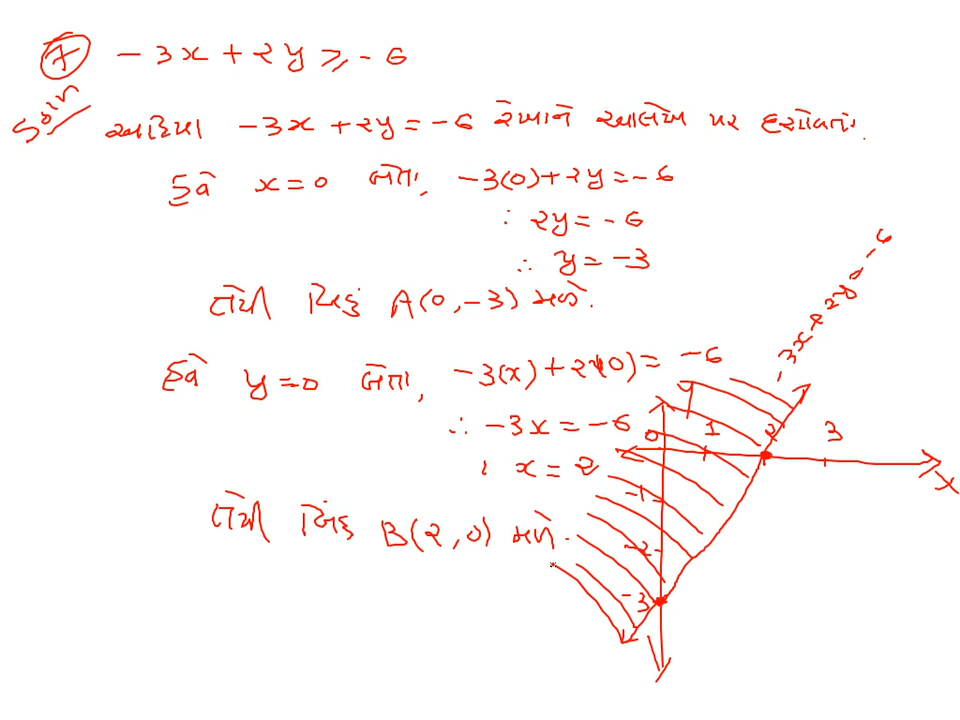 7 -3x + 2y ≥ -6
Soln
અહિયા -3x + 2y = -6 રેખાને આલેખ પર દર્શાવતાં.
હવે x = 0 લેતા, -3(0) + 2y = -6
∴ 2y = -6
∴ y = -3
તેથી બિંદુ A(0, -3) મળે.
હવે y = 0 લેતા, -3(x) + 2(0) = -6
∴ -3x = -6
∴ x = 2
તેથી બિંદુ B(2, 0) મળે.
-3x + 2y = -6
y
0 1 2 3
x
-1
-2
-3